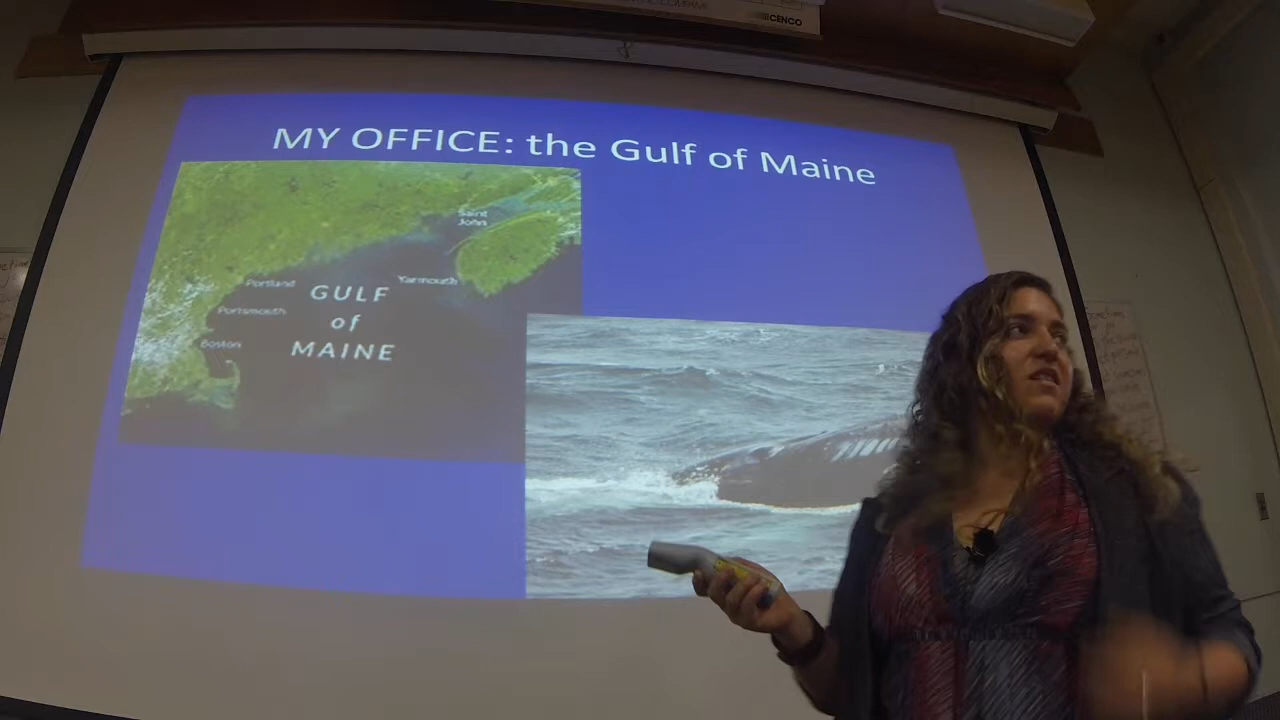 CENCO
MY OFFICE: the Gulf of Maine
Saint
John
Portland
Yarmouth
GULF
Portsmouth
of
Boston
MAINE